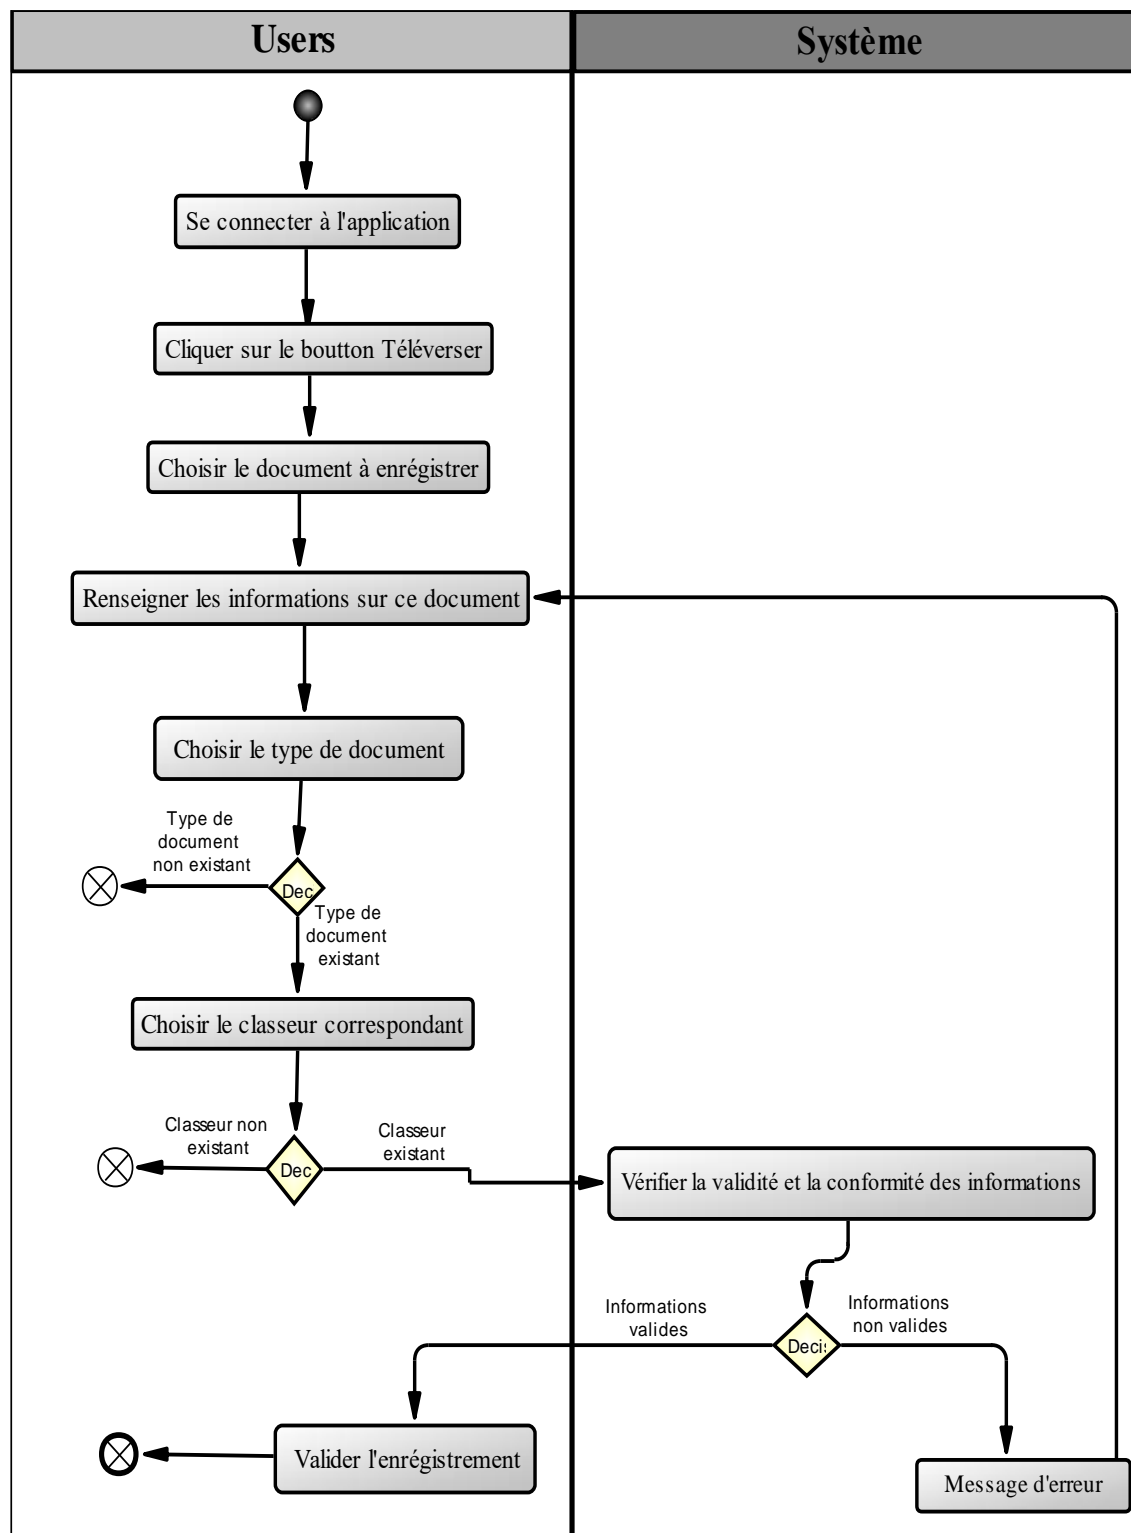 Users
Système
Se connecter à l'application
Cliquer sur le boutton Téléverser
Choisir le document à enrégistrer
Renseigner les informations sur ce document
Choisir le type de document
Type de
document
non existant
Dec
Type de
document
existant
Choisir le classeur correspondant
Classeur non
existant
Dec
Classeur
existant
Vérifier la validité et la conformité des informations
Informations
valides
Decis
Informations
non valides
Valider l'enrégistrement
Message d'erreur